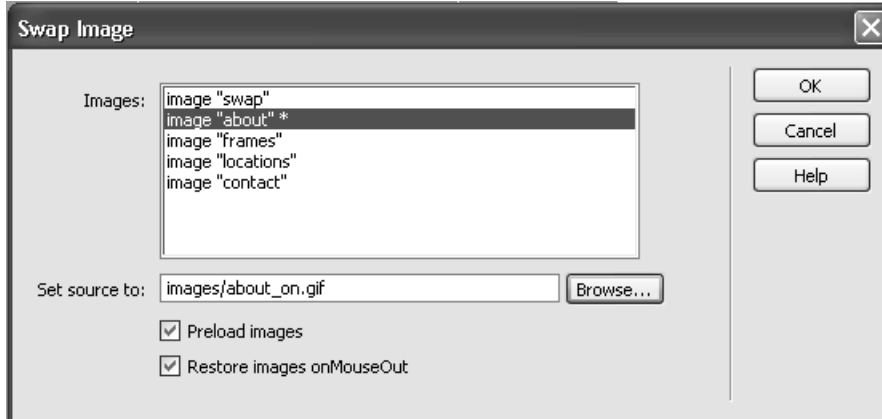 Swap Image
Images:
image "swap"
image "about" *
image "frames"
image "locations"
image "contact"
OK
Cancel
Help
Set source to: images/about_on.gif Browse...
Preload images
Restore images onMouseOut